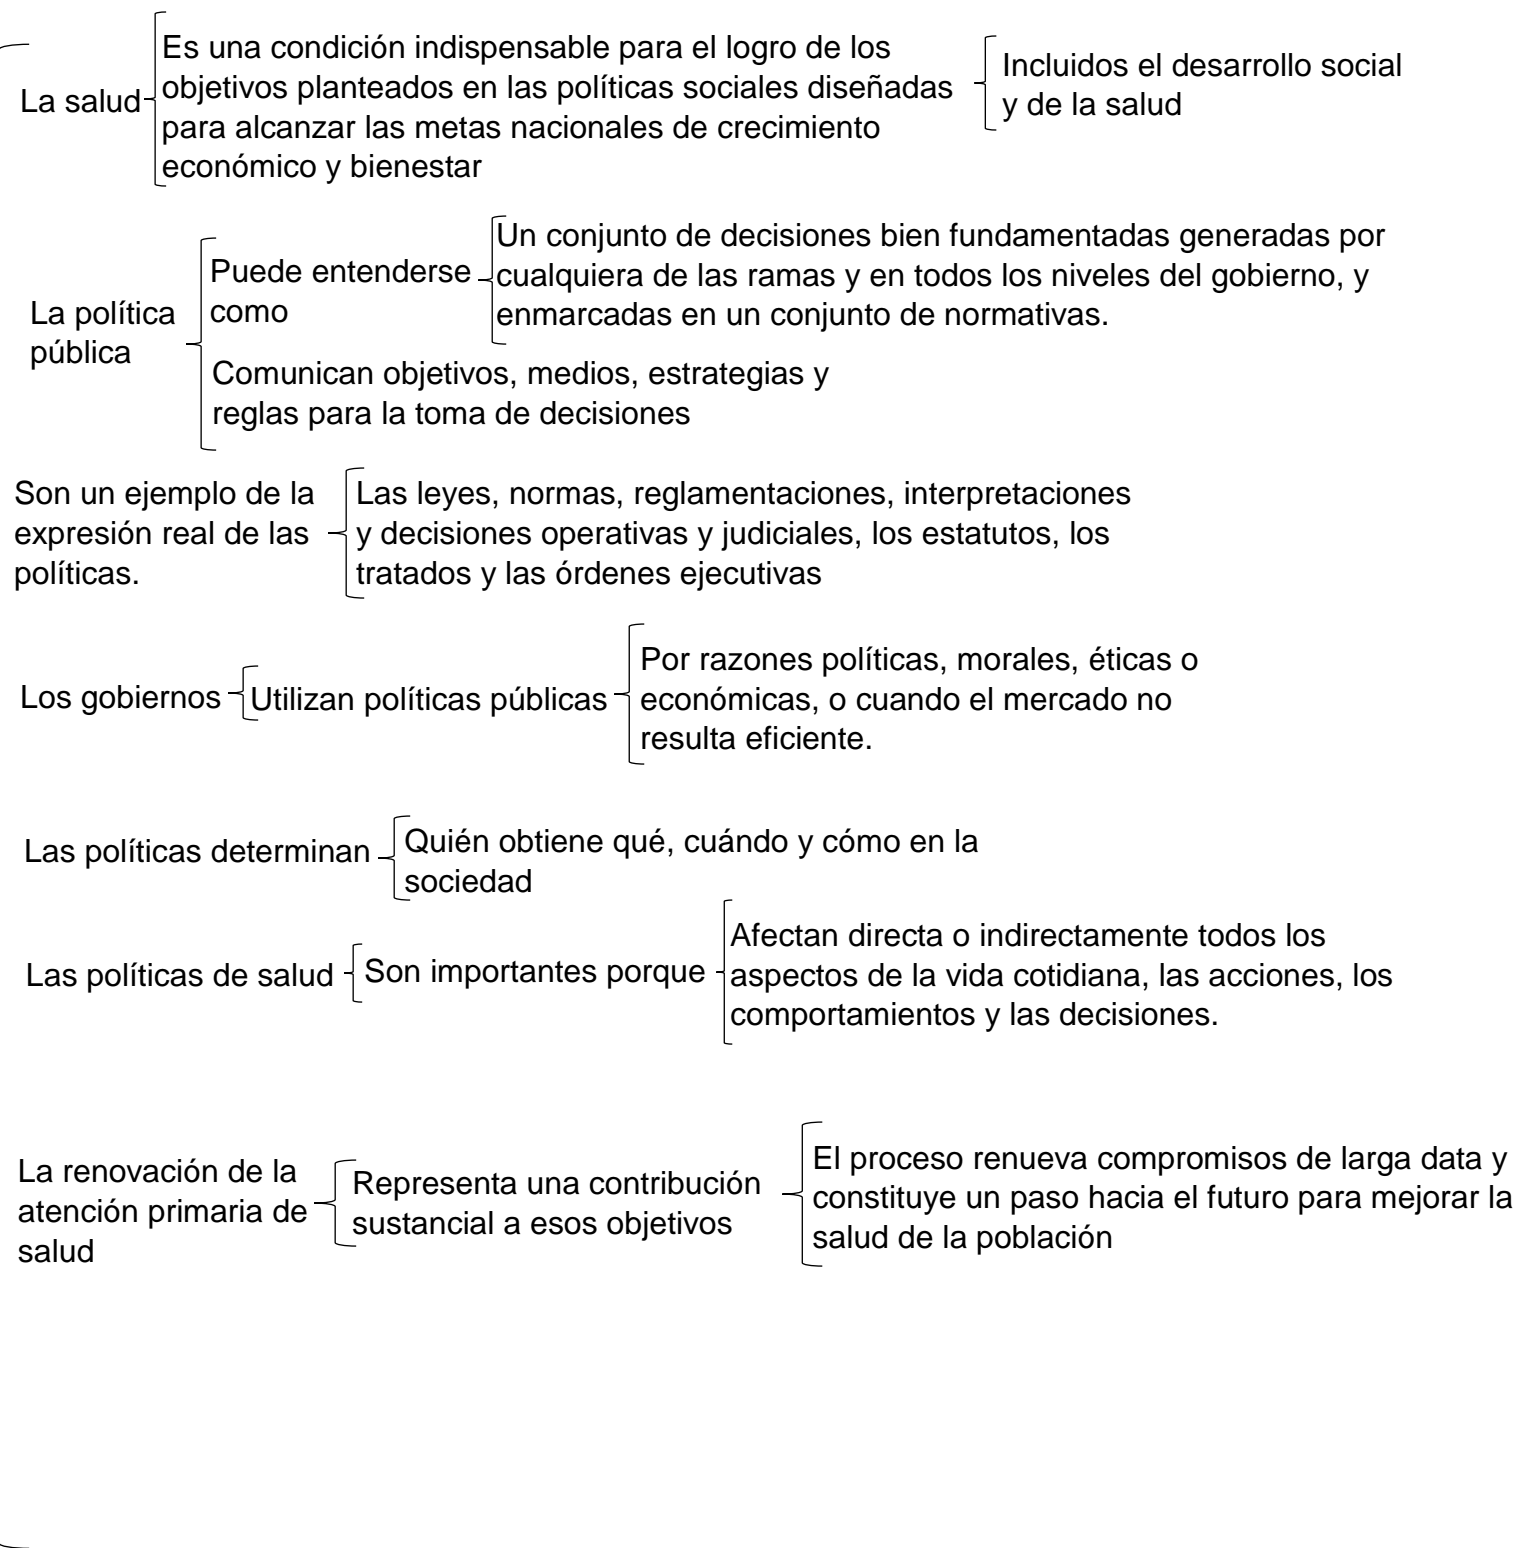 La salud
Es una condición indispensable para el logro de los
objetivos planteados en las políticas sociales diseñadas
para alcanzar las metas nacionales de crecimiento
económico y bienestar
Incluidos el desarrollo social
y de la salud
La política
pública
Puede entenderse
como
Un conjunto de decisiones bien fundamentadas generadas por
cualquiera de las ramas y en todos los niveles del gobierno, y
enmarcadas en un conjunto de normativas.
Comunican objetivos, medios, estrategias y
reglas para la toma de decisiones
Son un ejemplo de la
expresión real de las
políticas.
Las leyes, normas, reglamentaciones, interpretaciones
y decisiones operativas y judiciales, los estatutos, los
tratados y las órdenes ejecutivas
Los gobiernos
Utilizan políticas públicas
Por razones políticas, morales, éticas o
económicas, o cuando el mercado no
resulta eficiente.
Las políticas determinan
Quién obtiene qué, cuándo y cómo en la
sociedad
Las políticas de salud
Son importantes porque
Afectan directa o indirectamente todos los
aspectos de la vida cotidiana, las acciones, los
comportamientos y las decisiones.
La renovación de la
atención primaria de
salud
Representa una contribución
sustancial a esos objetivos
El proceso renueva compromisos de larga data y
constituye un paso hacia el futuro para mejorar la
salud de la población